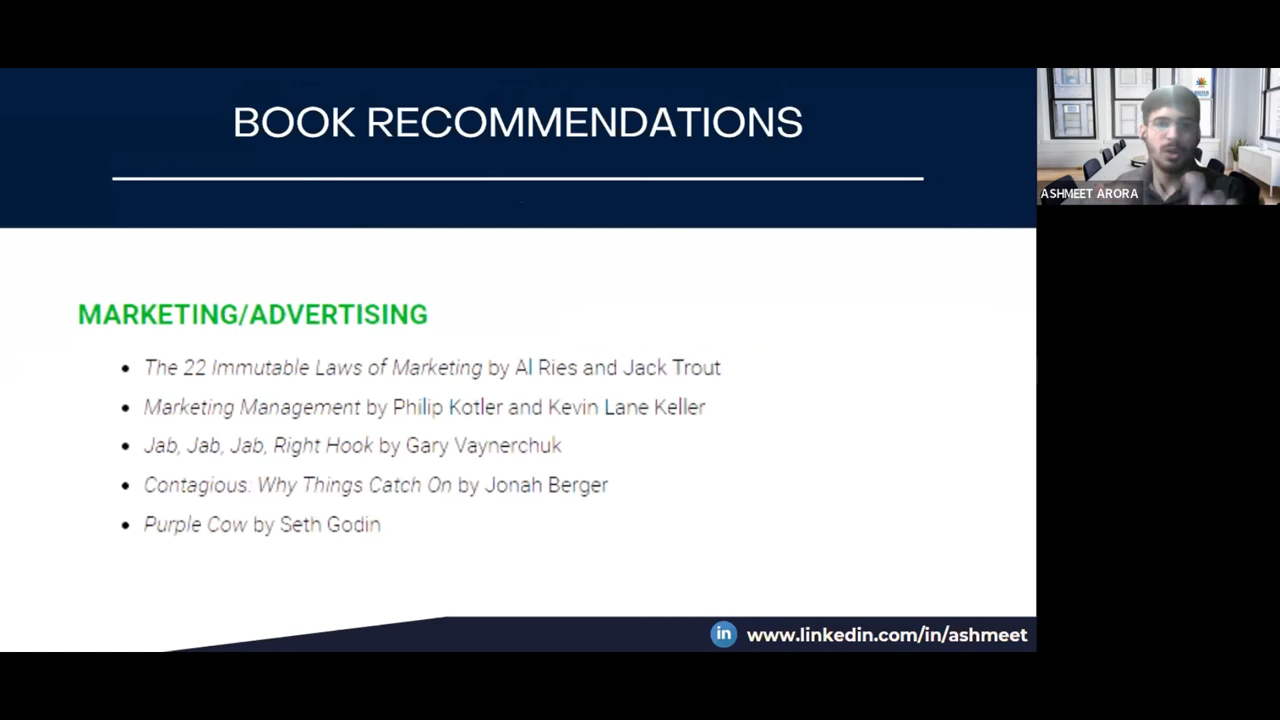 BOOK RECOMMENDATIONS
ASHMEET ARORA
MARKETING/ADVERTISING
• The 22 Immutable Laws of Marketing by Al Ries and Jack Trout
• Marketing Management by Philip Kotler and Kevin Lane Keller
• Jab, Jab, Jab, Right Hook by Gary Vaynerchuk
• Contagious. Why Things Catch On by Jonah Berger
• Purple Cow by Seth Godin
in www.linkedin.com/in/ashmeet